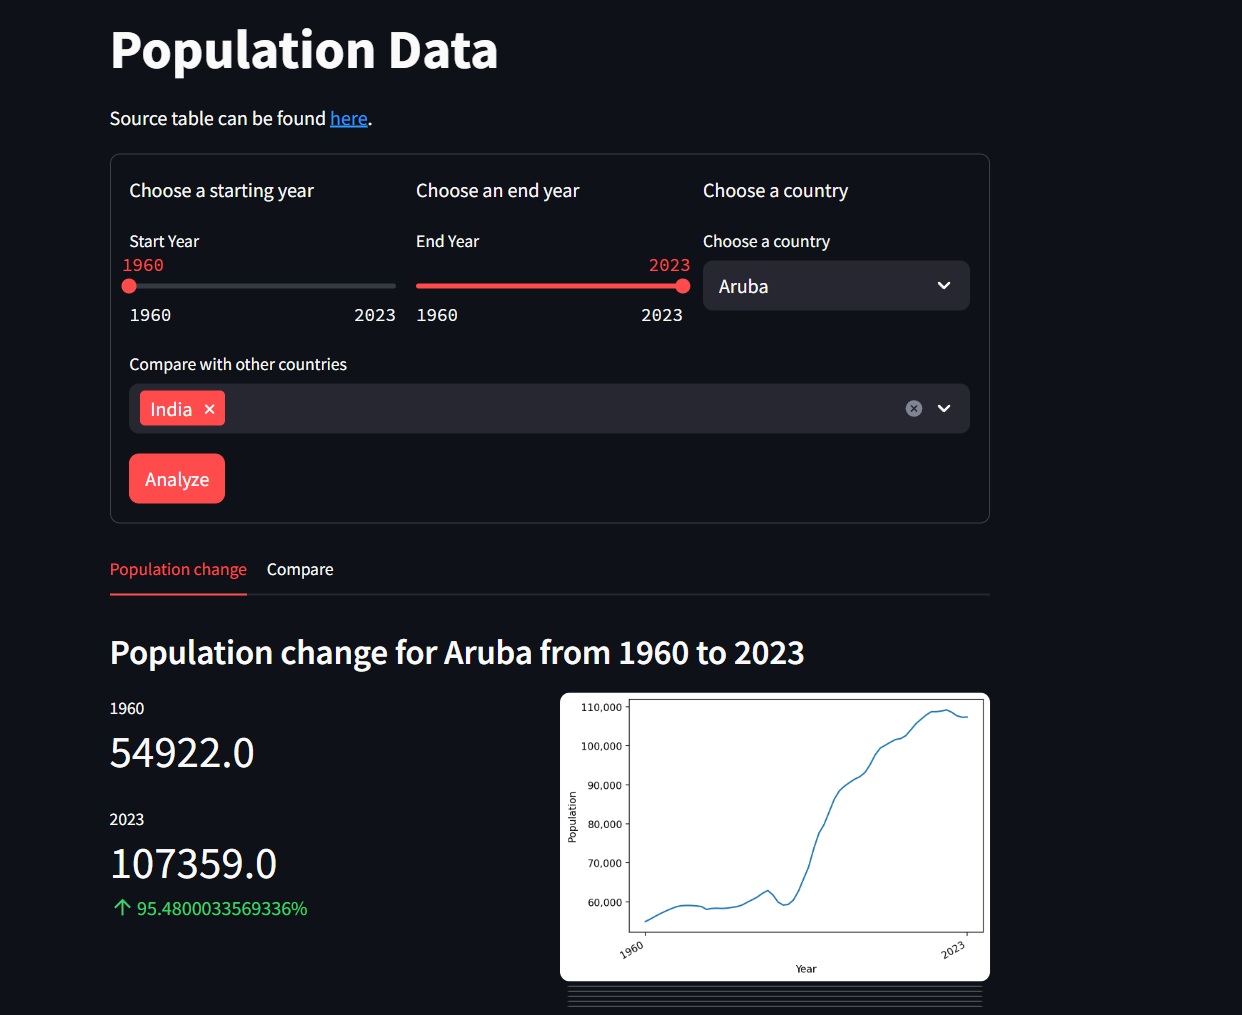 Population Data
Source table can be found here.
Choose a starting year
Choose an end year
Choose a country
Start Year
End Year
Choose a country
1960
2023
Aruba
1960 2023
1960 2023
Compare with other countries
India
Analyze
Population change
Compare
Population change for Aruba from 1960 to 2023
1960
54922.0
2023
107359.0
95.4800033569336%
110,000
100,000
90,000
80,000
70,000
60,000
Population
1960
2023
Year